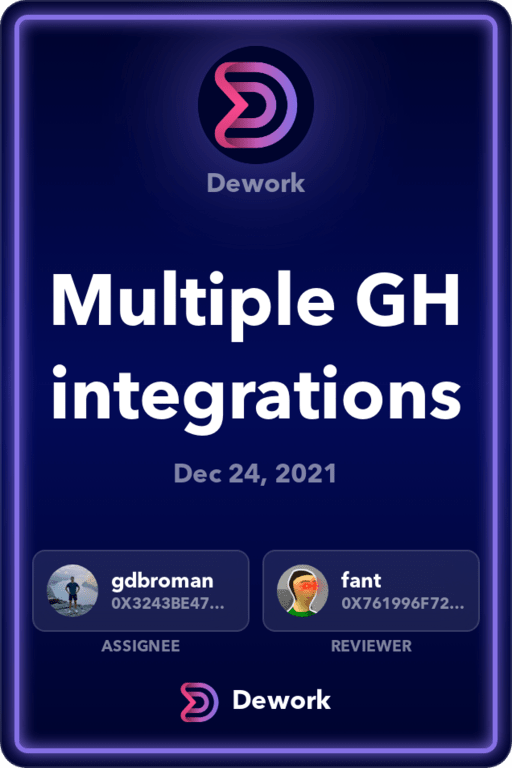 Dework
Multiple GH
integrations
Dec 24, 2021
gdbroman
0X3243BE47...
fant
0X761996F72...
ASSIGNEE
REVIEWER
Dework